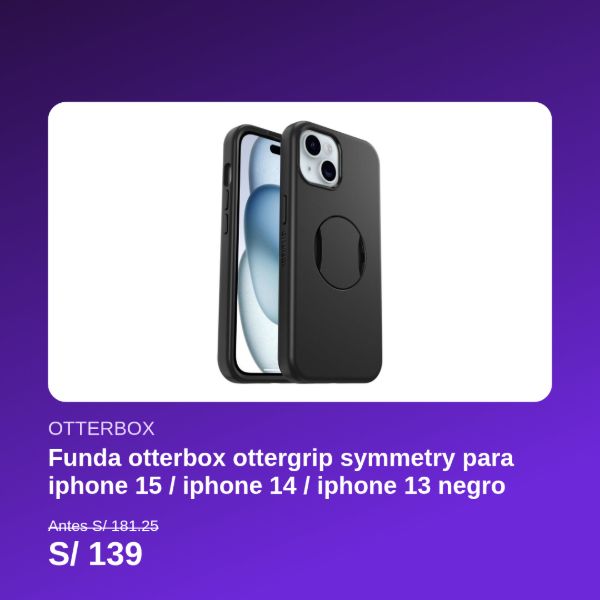 OTTERBOX
Funda otterbox ottergrip symmetry para
iphone 15 / iphone 14 / iphone 13 negro
Antes S/ 181.25
S/ 139